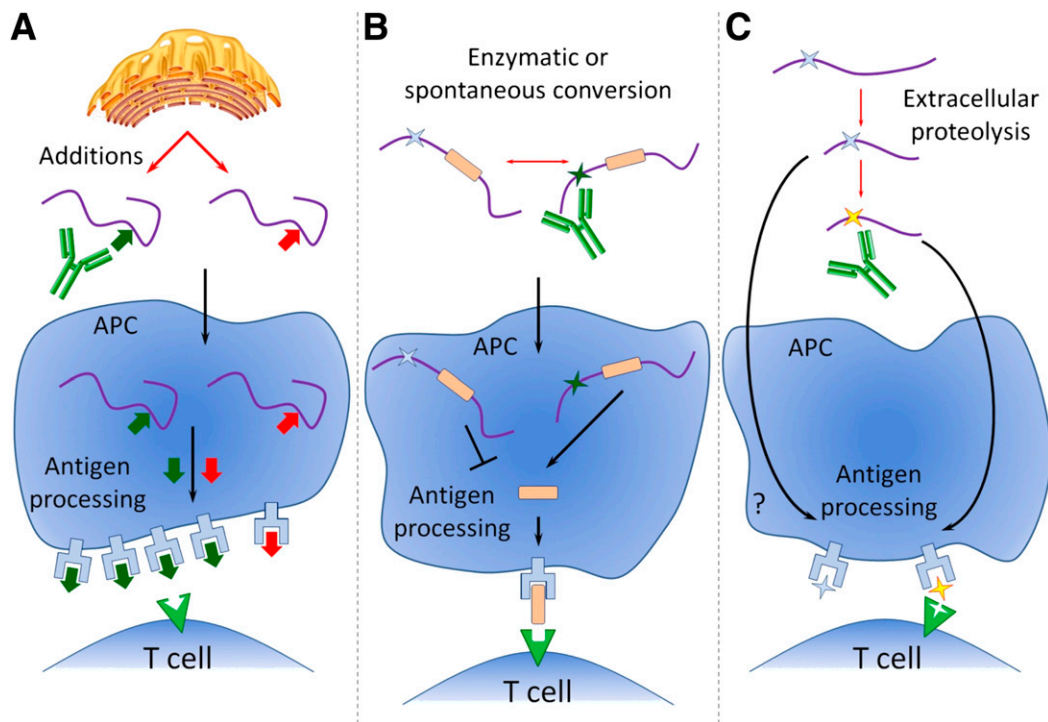 A
Additions
APC
Antigen
processing
T cell
B
Enzymatic or
spontaneous conversion
APC
Antigen
processing
T cell
C
Extracellular
proteolysis
APC
Antigen
processing
?
T cell